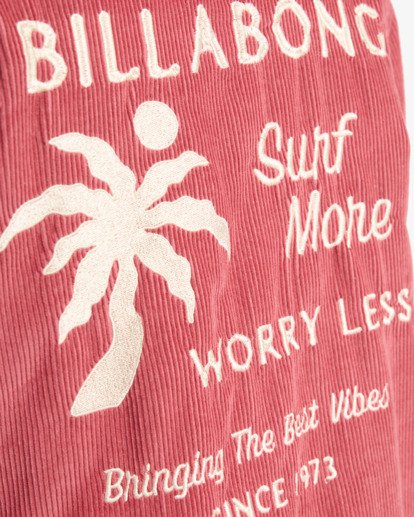 BILLABONG
Surf
More
WORRY LESS
Bringing The Best Vibes
SINCE 1973